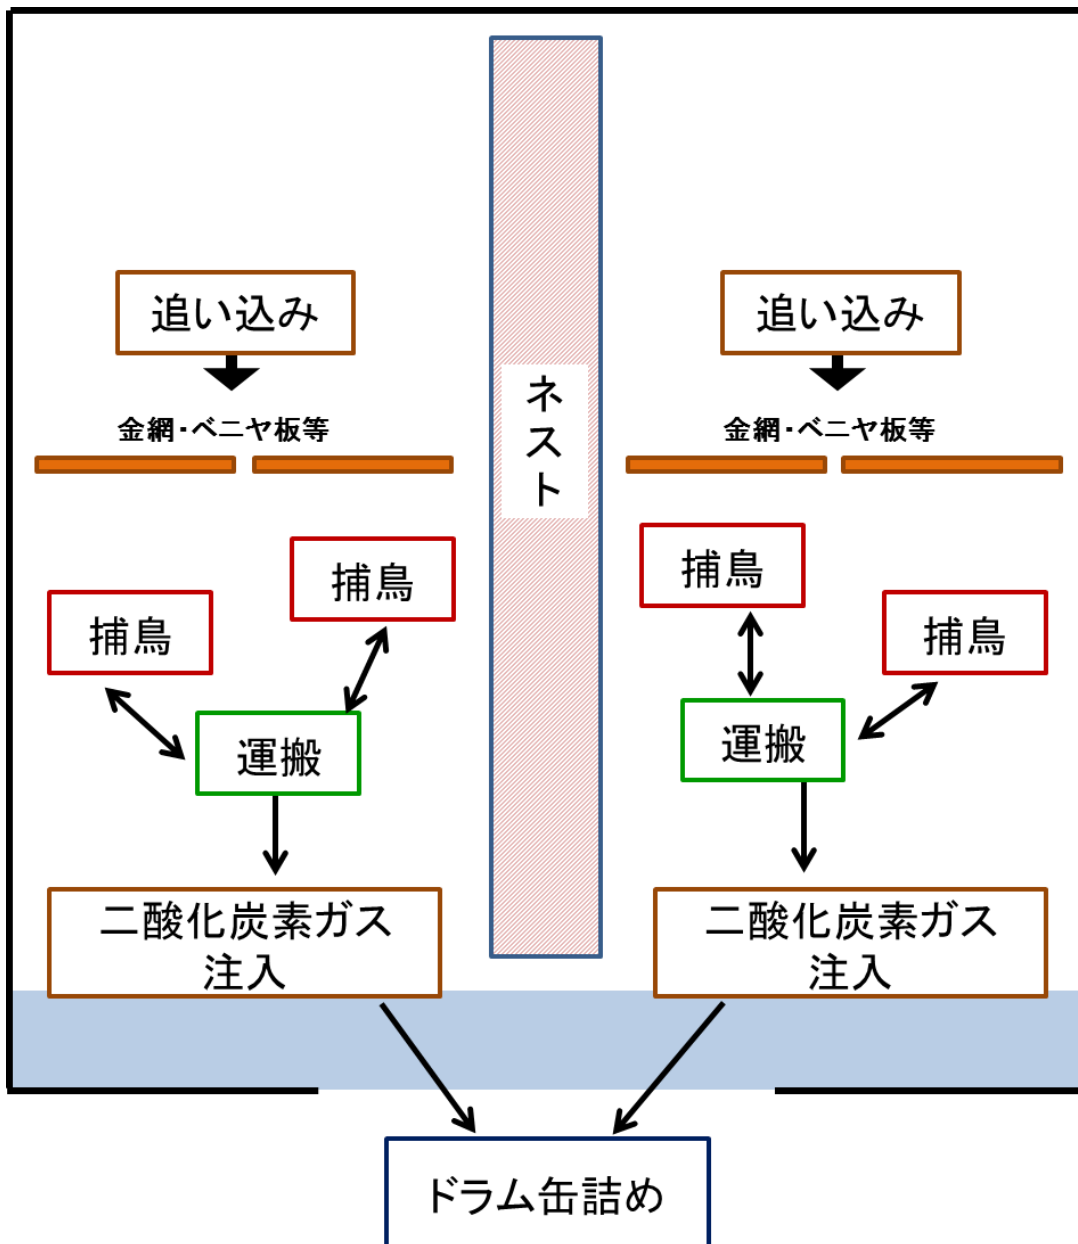 追い込み
追い込み
金網・ベニヤ板等
金網・ベニヤ板等
ネスト
捕鳥
捕鳥
捕鳥
捕鳥
運搬
運搬
二酸化炭素ガス
注入
二酸化炭素ガス
注入
ドラム缶詰め